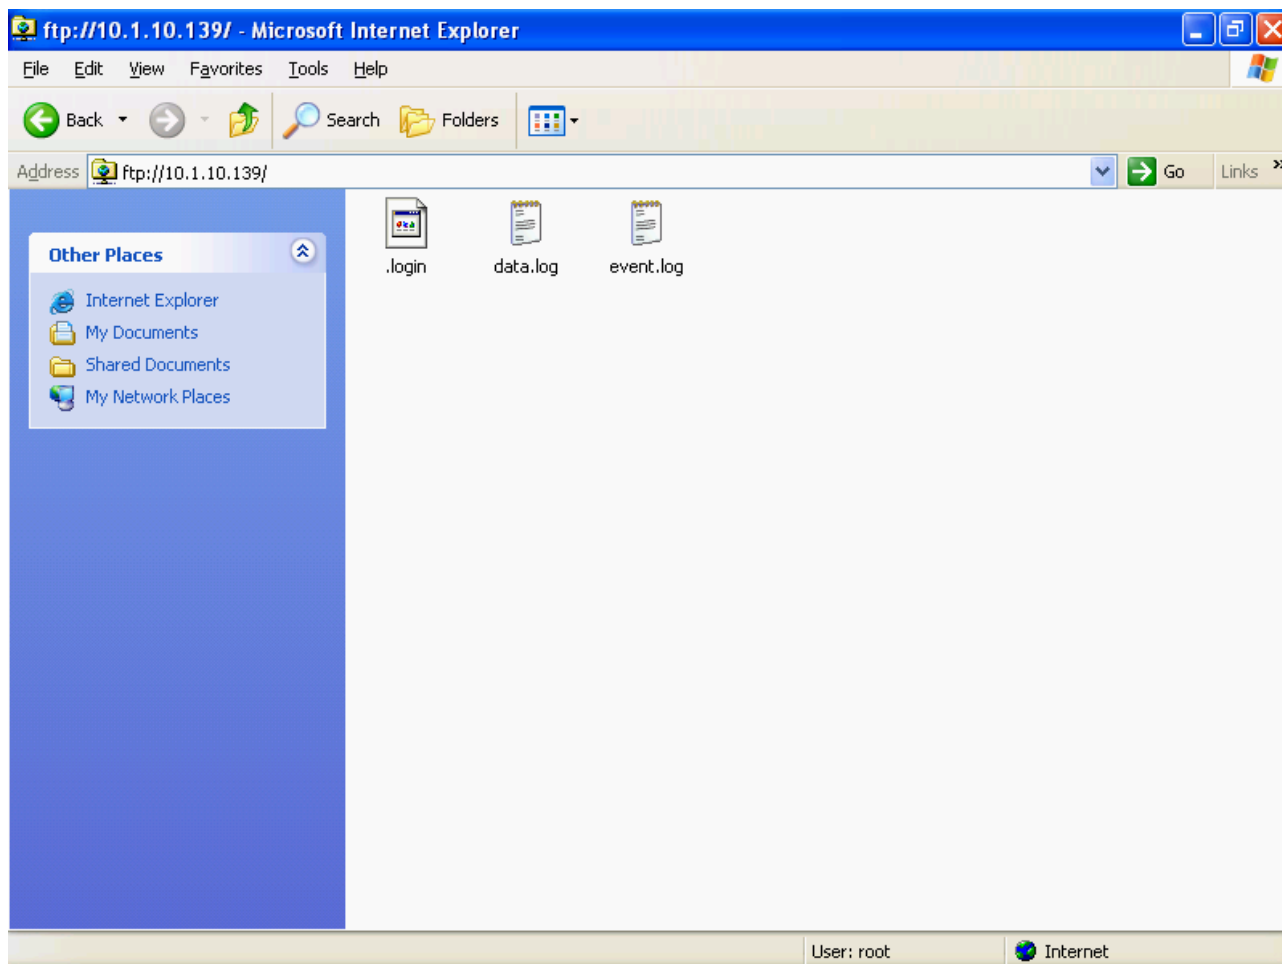 ftp://10.1.10.139/ - Microsoft Internet Explorer
File Edit View Favorites Tools Help
Back Search Folders
Address ftp://10.1.10.139/ Go Links »
Other Places
Internet Explorer
My Documents
Shared Documents
My Network Places
.login data.log event.log
User: root Internet